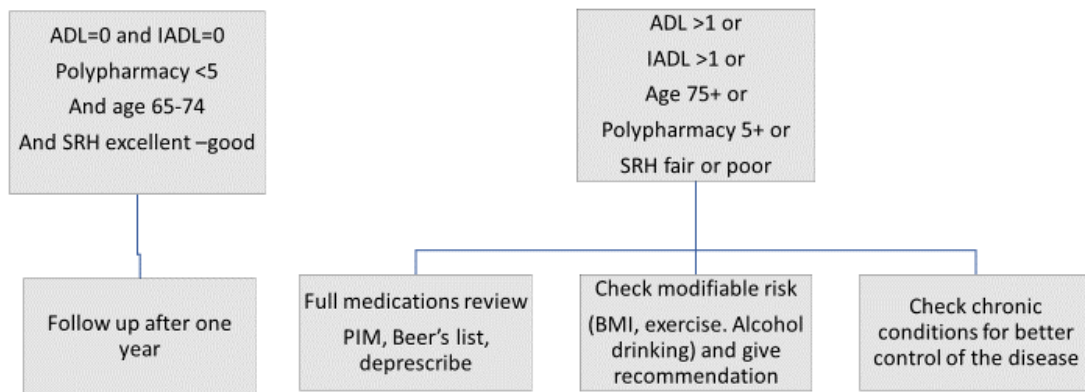 ADL=0 and IADL=0
Polypharmacy <5
And age 65-74
And SRH excellent –good
ADL >1 or
IADL >1 or
Age 75+ or
Polypharmacy 5+ or
SRH fair or poor
Follow up after one
year
Full medications review
PIM, Beer's list,
deprescribe
Check modifiable risk
(BMI, exercise. Alcohol
drinking) and give
recommendation
Check chronic
conditions for better
control of the disease